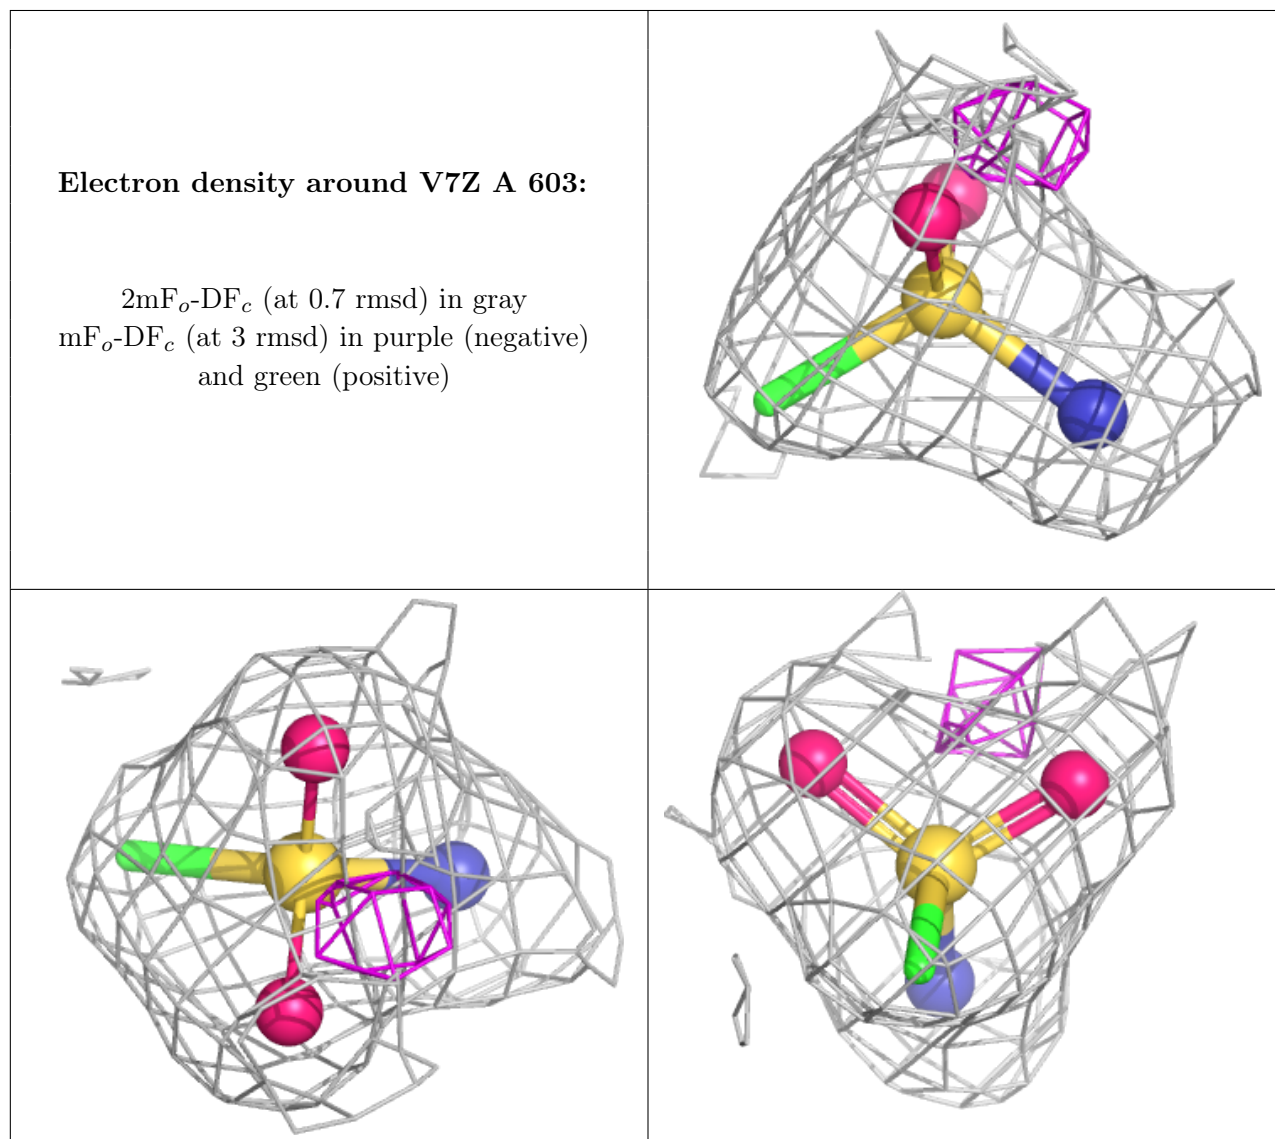 Electron density around V7Z A 603:
2mFo-DFc (at 0.7 rmsd) in gray
mFo-DFc (at 3 rmsd) in purple (negative)
and green (positive)